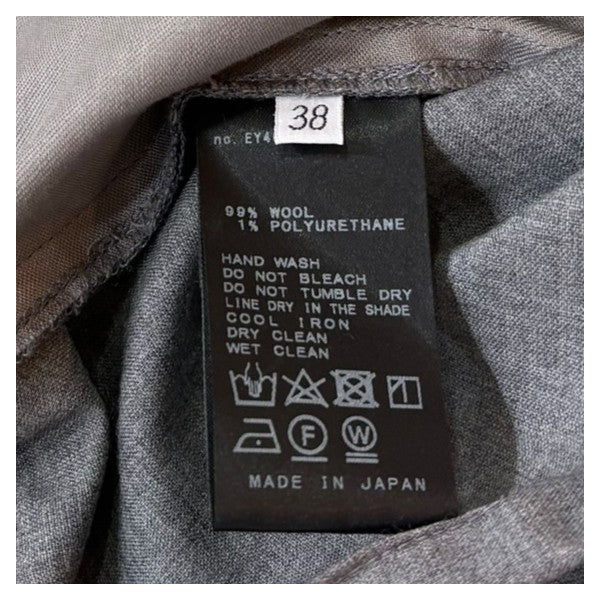 38
no. EY4
99% WOOL
1% POLYURETHANE
HAND WASH
DO NOT BLEACH
DO NOT TUMBLE DRY
LINE DRY IN THE SHADE
COOL IRON
DRY CLEAN
WET CLEAN
F W
MADE IN JAPAN